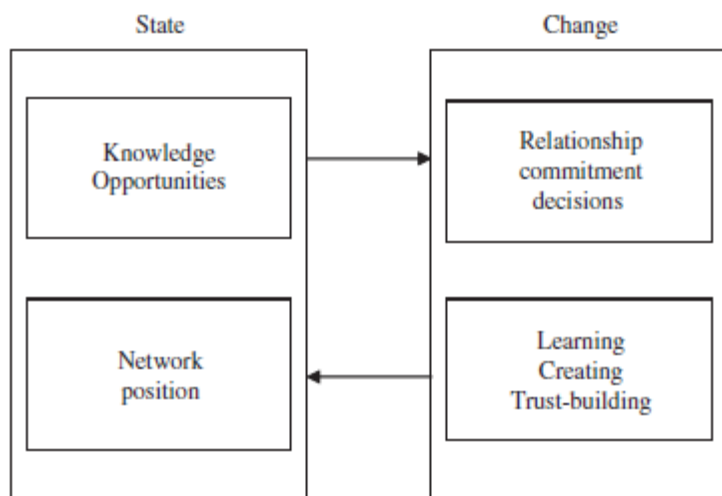 State
Change
Knowledge
Opportunities
Relationship
commitment
decisions
Network
position
Learning
Creating
Trust-building